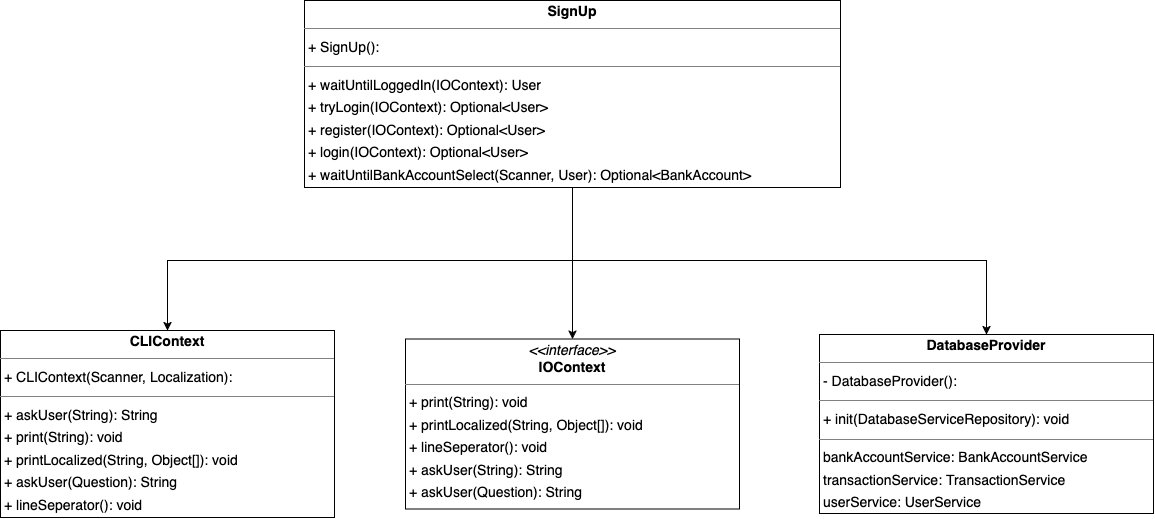 SignUp
+ SignUp():
+ waitUntilLoggedIn(IOContext): User
+ tryLogin(IOContext): Optional<User>
+ register(IOContext): Optional<User>
+ login(IOContext): Optional<User>
+ waitUntilBankAccountSelect(Scanner, User): Optional<BankAccount>
CLIContext
+ CLIContext(Scanner, Localization):
+ askUser(String): String
+ print(String): void
+ printLocalized(String, Object[]): void
+ askUser(Question): String
+ lineSeperator(): void
<<interface>>
IOContext
+ print(String): void
+ printLocalized(String, Object[]): void
+ lineSeperator(): void
+ askUser(String): String
+ askUser(Question): String
DatabaseProvider
- DatabaseProvider():
+ init(DatabaseServiceRepository): void
bankAccountService: BankAccountService
transactionService: TransactionService
userService: UserService